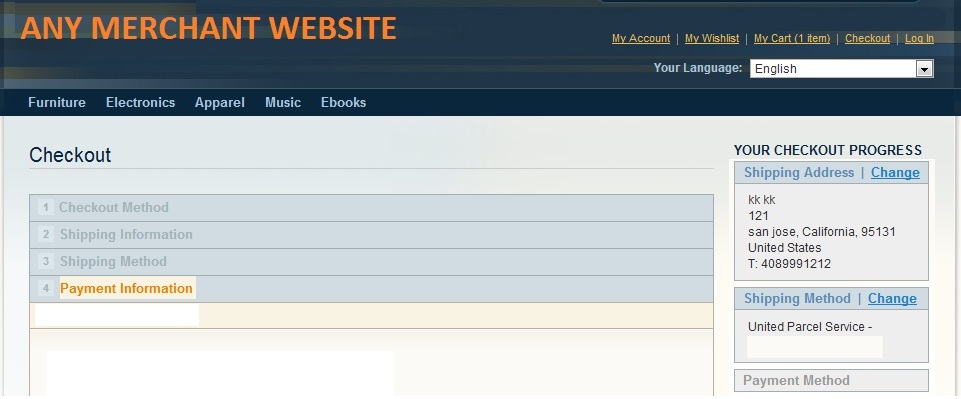 ANY MERCHANT WEBSITE
My Account | My Wishlist | My Cart (1 item) | Checkout | Log In
Your Language: English
Furniture Electronics Apparel Music Ebooks
Checkout
1 Checkout Method
2 Shipping Information
3 Shipping Method
4 Payment Information
YOUR CHECKOUT PROGRESS
Shipping Address | Change
kk kk
121
san jose, California, 95131
United States
T: 4089991212
Shipping Method | Change
United Parcel Service -
Payment Method